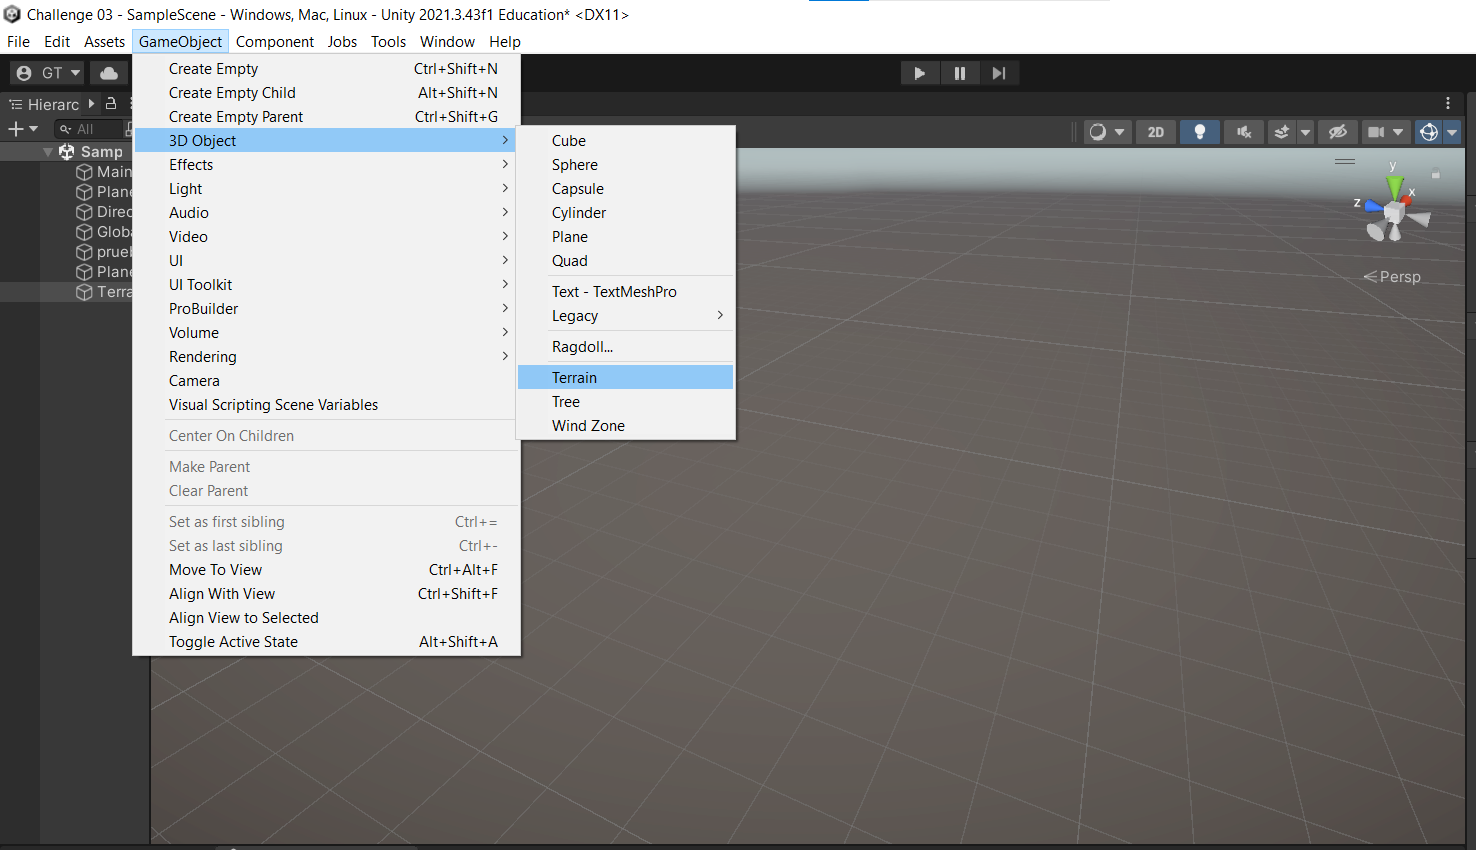 Challenge 03 - SampleScene - Windows, Mac, Linux - Unity 2021.3.43f1 Education* <DX11>
File Edit Assets GameObject Component Jobs Tools Window Help
GT
Hierarc
All
Samp
Main
Plane
Direc
Globa
prueb
Plane
Terra
Create Empty Ctrl+Shift+N
Create Empty Child Alt+Shift+N
Create Empty Parent Ctrl+Shift+G
3D Object
Effects
Light
Audio
Video
UI
UI Toolkit
ProBuilder
Volume
Rendering
Camera
Visual Scripting Scene Variables
Center On Children
Make Parent
Clear Parent
Set as first sibling Ctrl+=
Set as last sibling Ctrl+-
Move To View Ctrl+Alt+F
Align With View Ctrl+Shift+F
Align View to Selected
Toggle Active State Alt+Shift+A
Cube
Sphere
Capsule
Cylinder
Plane
Quad
Text - TextMeshPro
Legacy
Ragdoll...
Terrain
Tree
Wind Zone
2D
y
x
z
Persp